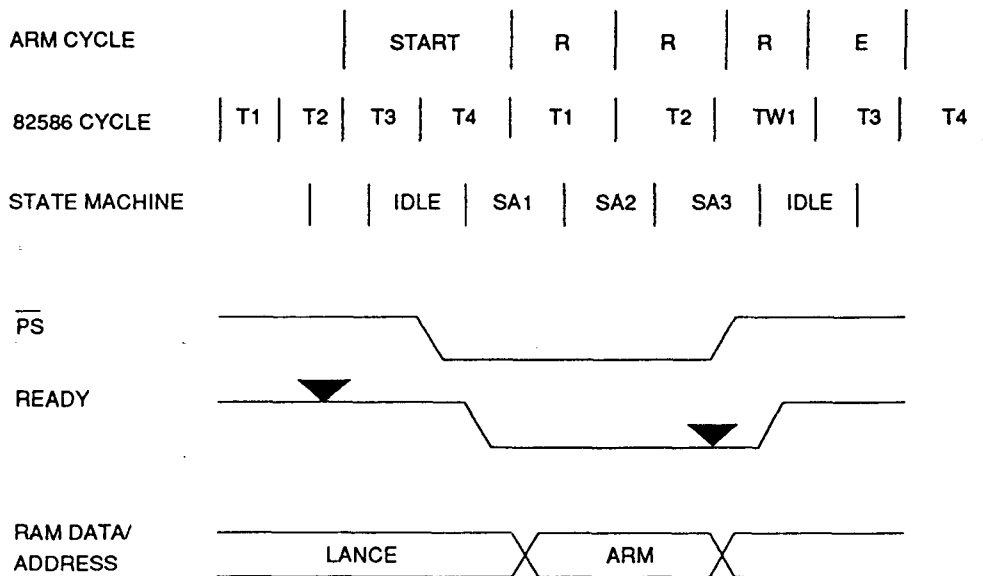 ARM CYCLE START R R R E
82586 CYCLE T1 T2 T3 T4 T1 T2 TW1 T3 T4
STATE MACHINE IDLE SA1 SA2 SA3 IDLE
PS
READY
RAM DATA/
ADDRESS LANCE ARM